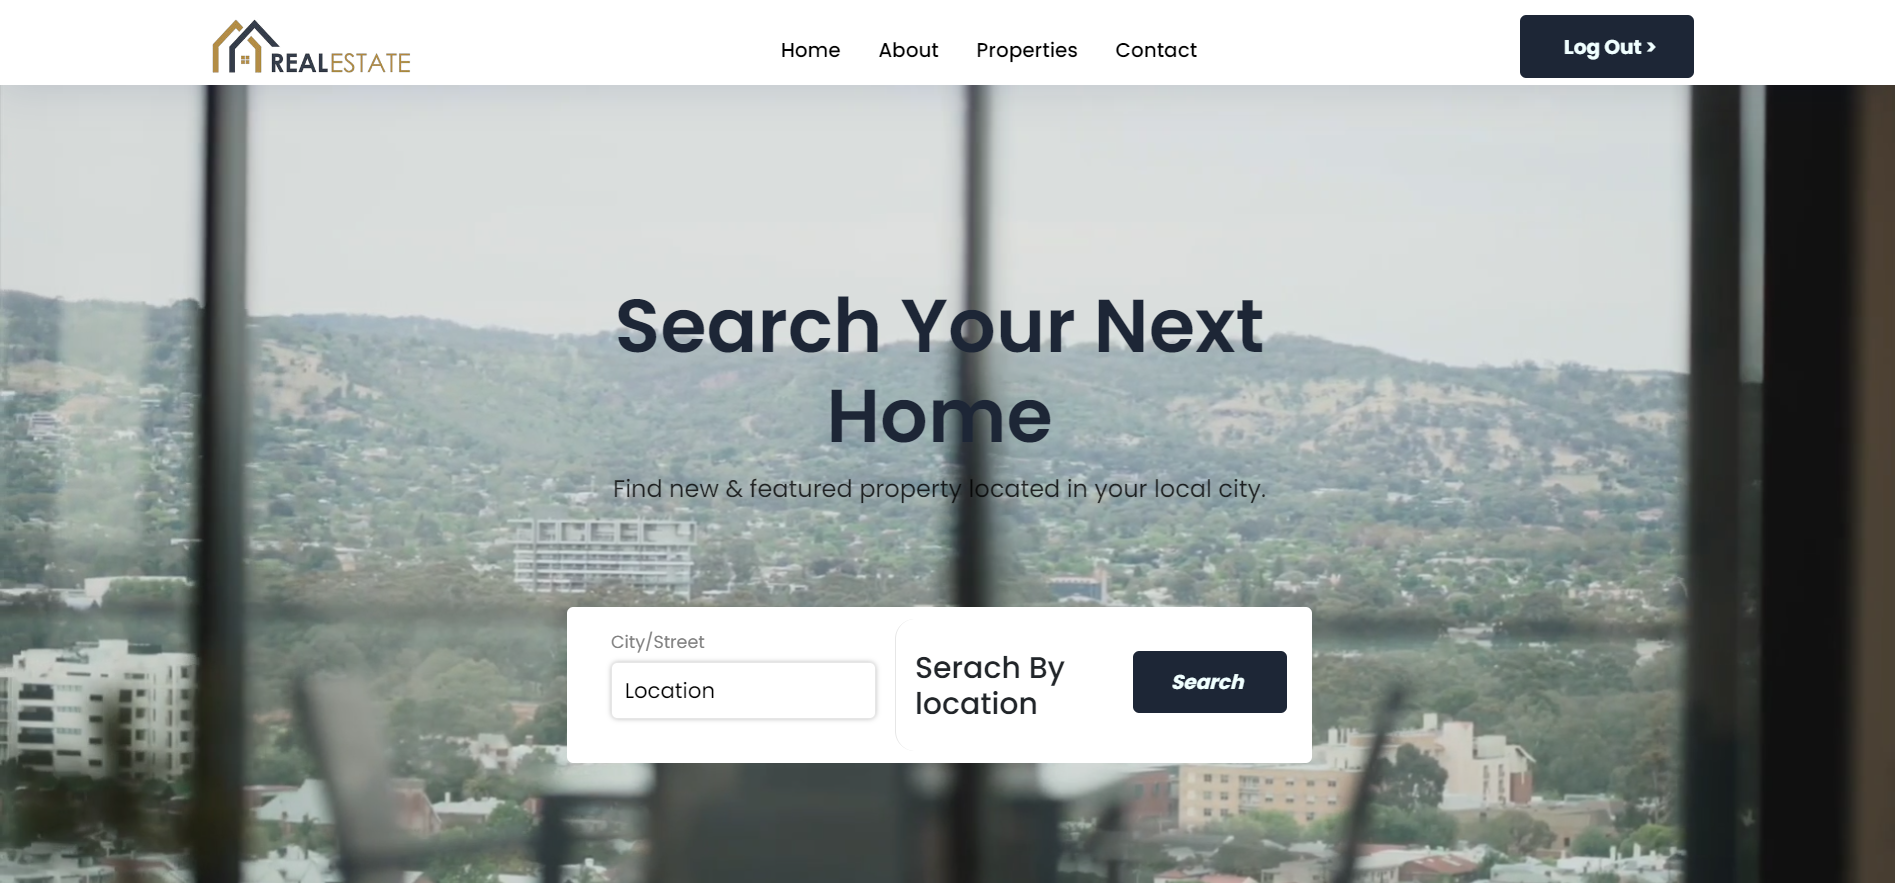 REALESTATE
Home About Properties Contact
Log Out >
Search Your Next
Home
Find new & featured property located in your local city.
City/Street
Location
Serach By
location
Search